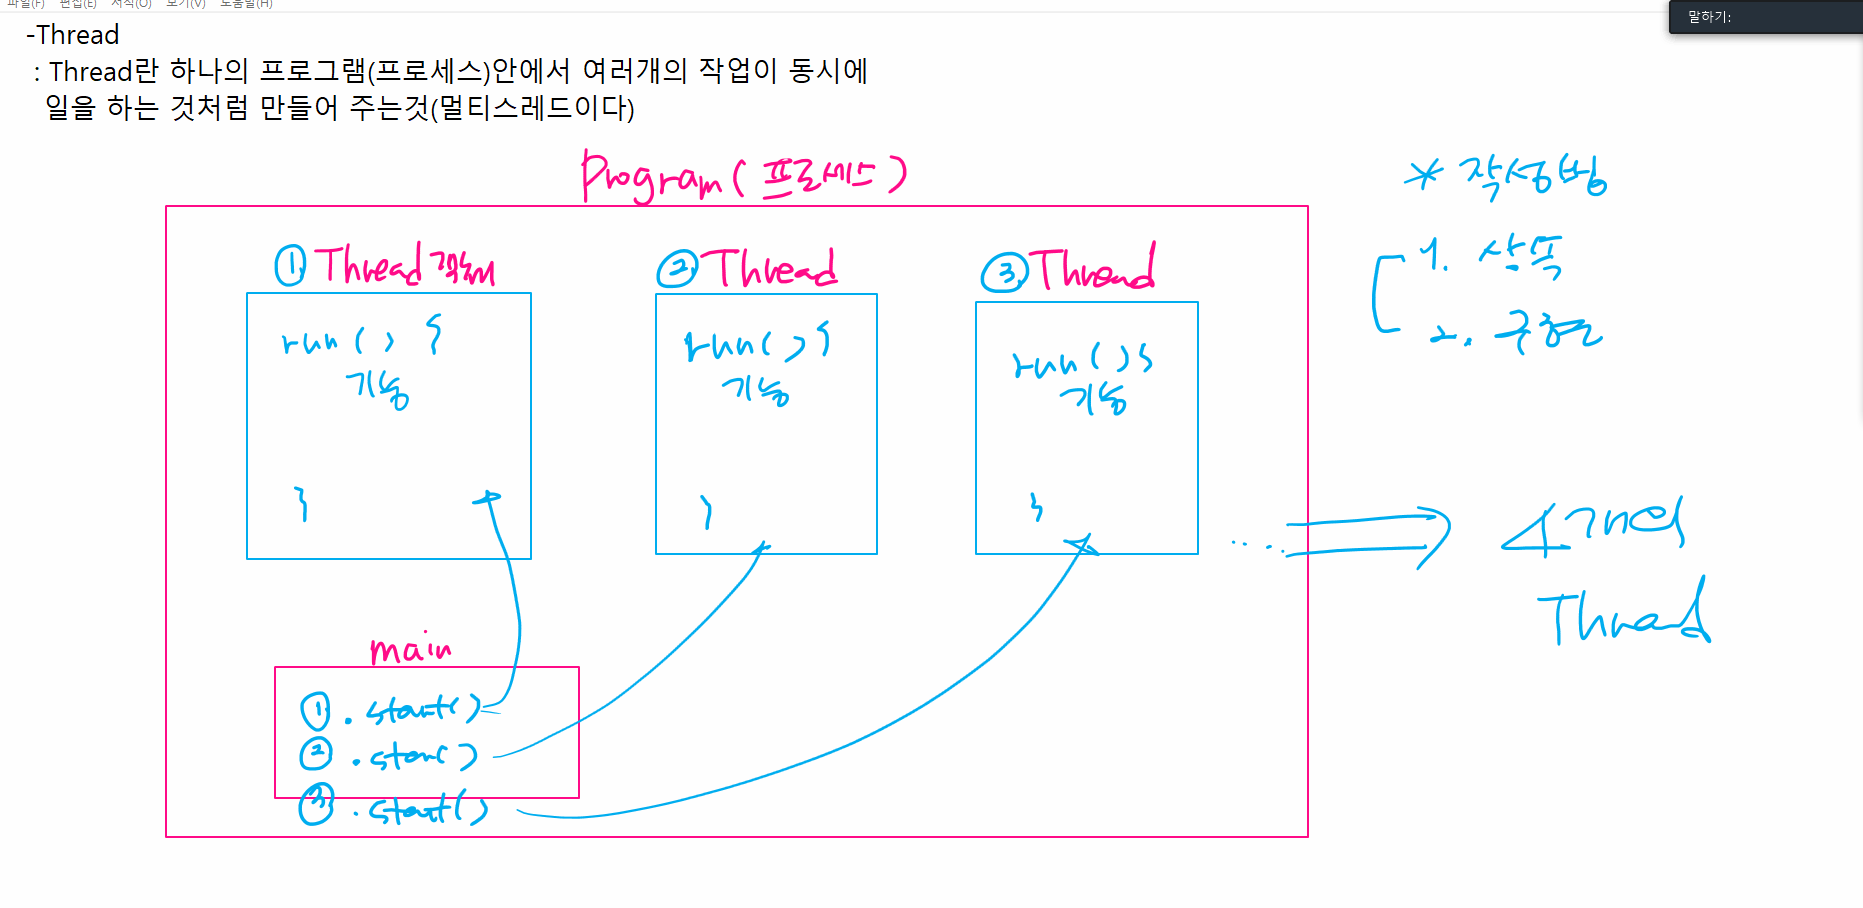 파일(F) 편집(E) 서식(O) 보기(V) 도움말(H)
말하기:
-Thread
: Thread란 하나의 프로그램(프로세스)안에서 여러개의 작업이 동시에
일을 하는 것처럼 만들어 주는것(멀티스레드이다)
Program(프로세스)
* 작성방법
1. 상속
2. 구현
① Thread 객체
② Thread
③ Thread
run() {
기능
}
run() {
기능
}
run() {
기능
}
....
4개의
Thread
main
①.start()
②.star()
③.start()